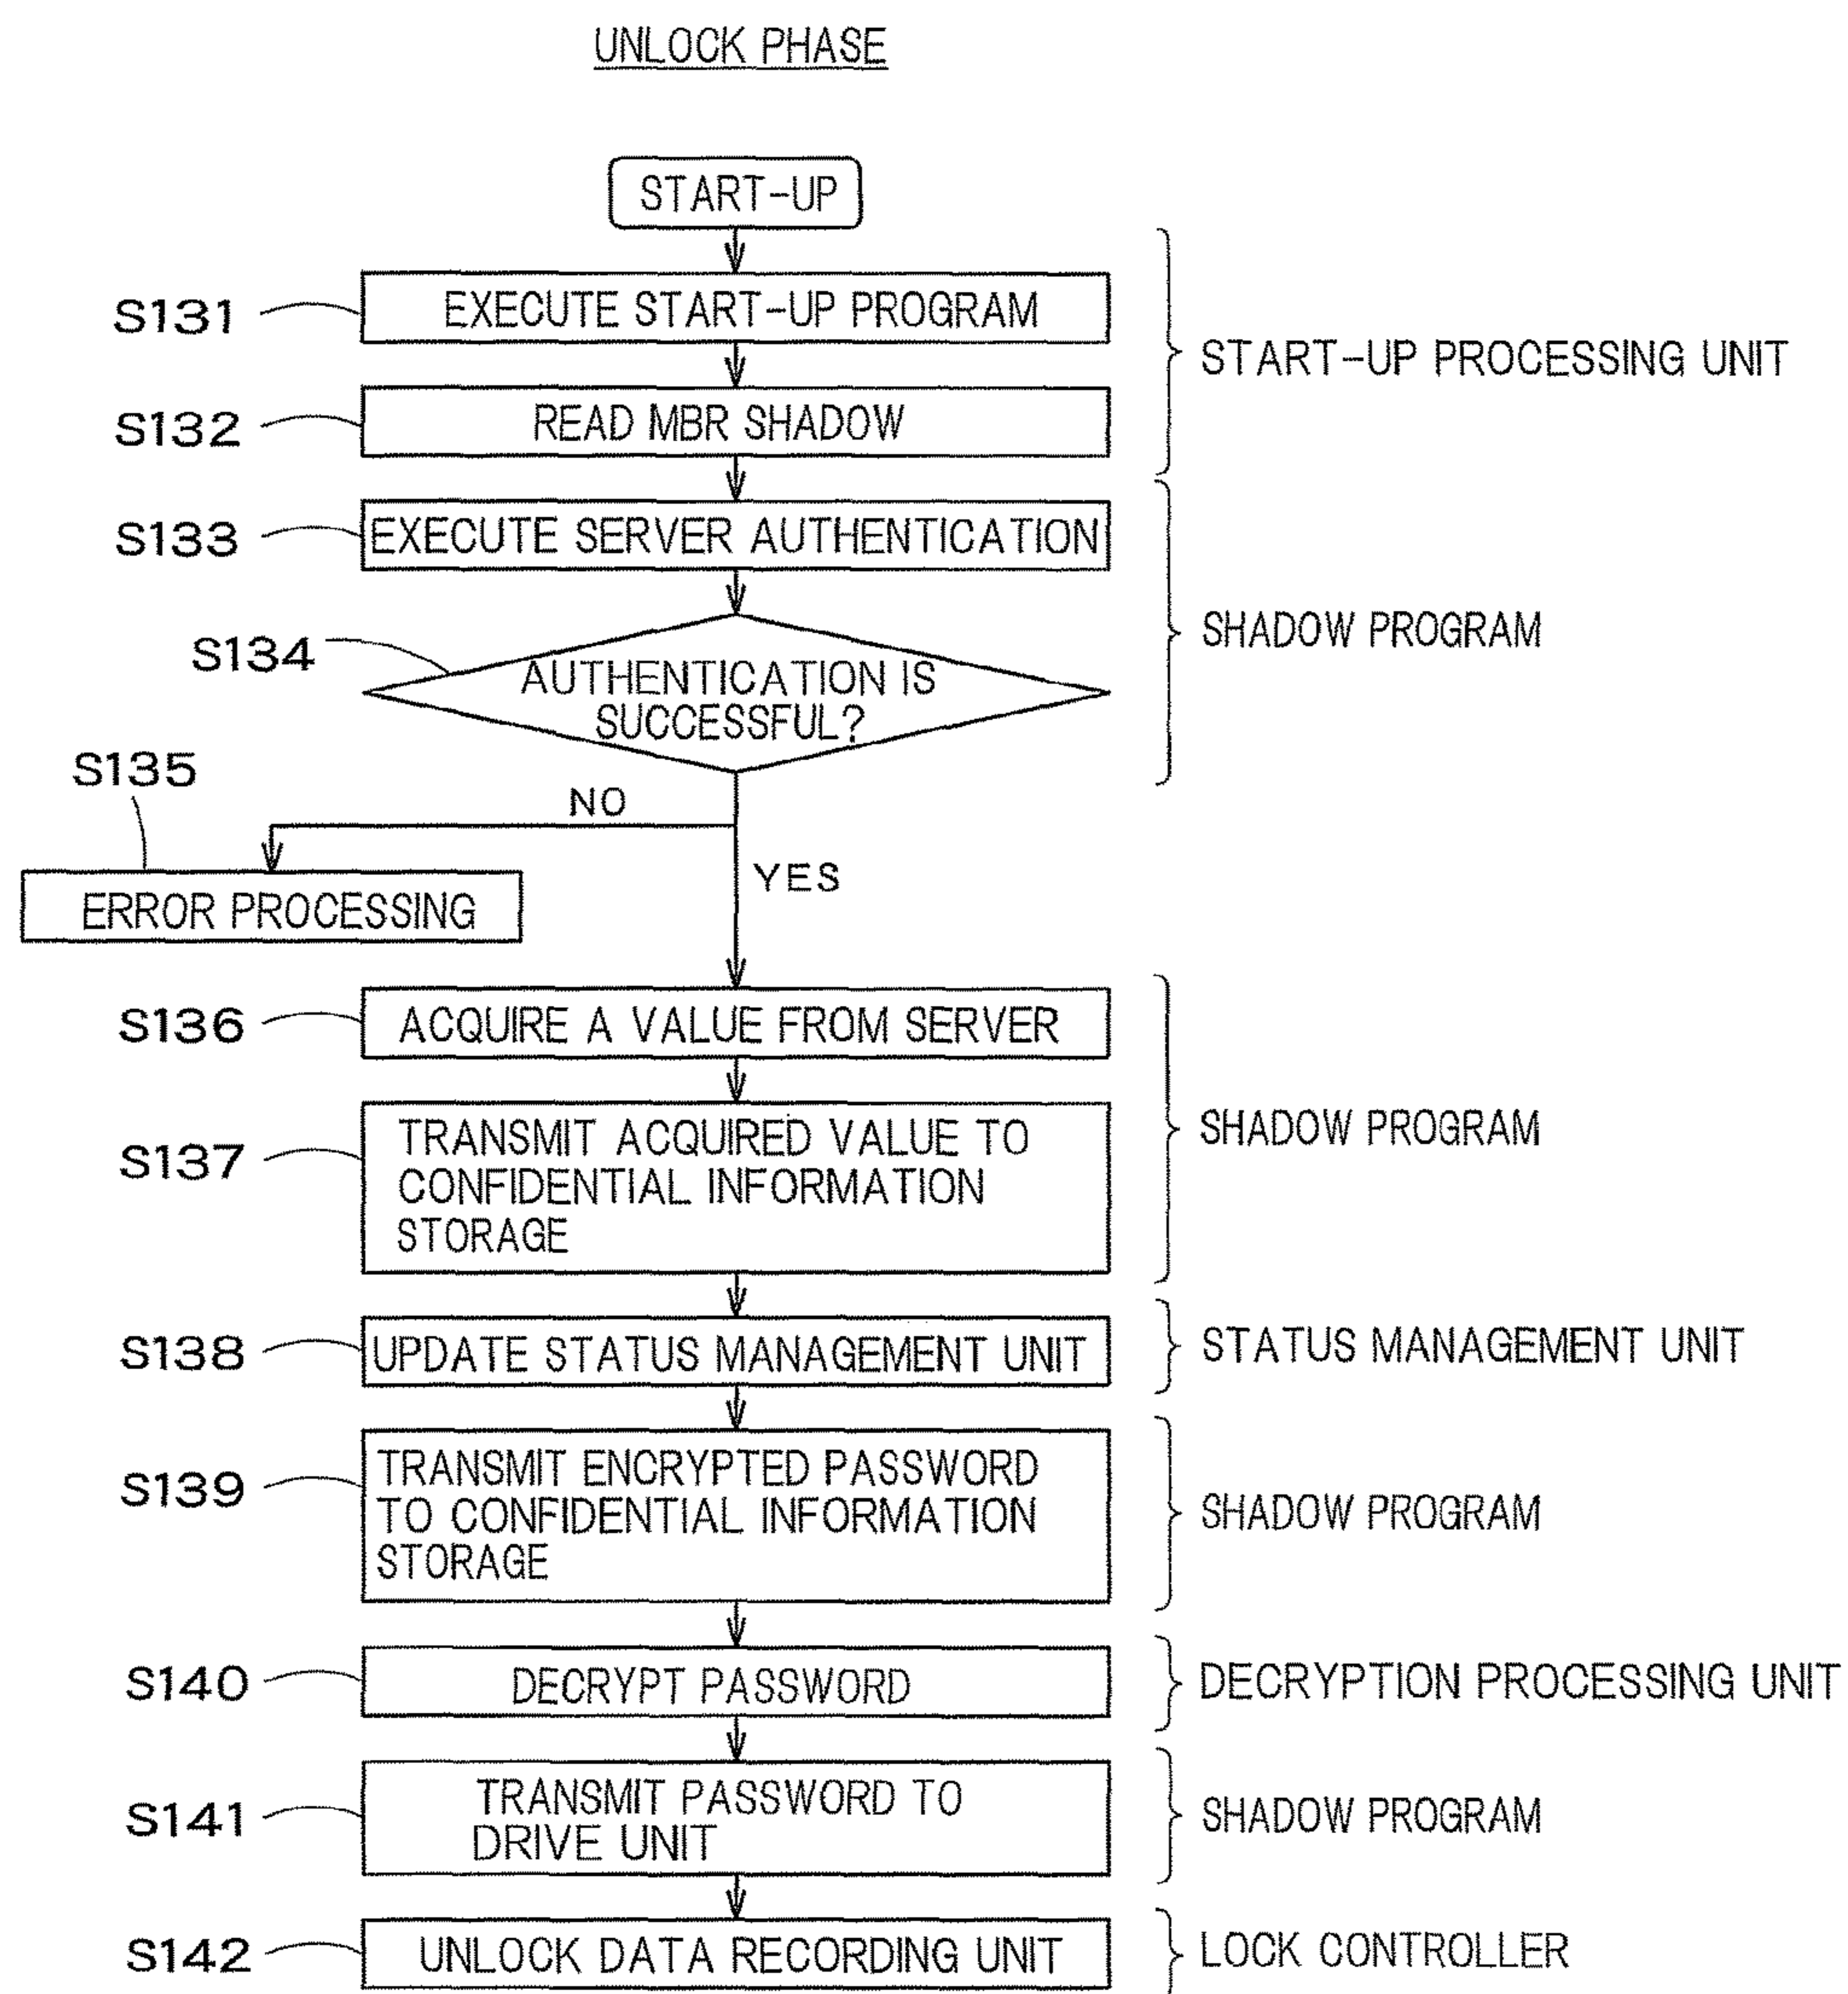 UNLOCK PHASE
START-UP
S131
EXECUTE START-UP PROGRAM
START-UP PROCESSING UNIT
S132
READ MBR SHADOW
S133
EXECUTE SERVER AUTHENTICATION
SHADOW PROGRAM
S134
AUTHENTICATION IS
SUCCESSFUL?
S135
NO
YES
ERROR PROCESSING
S136
ACQUIRE A VALUE FROM SERVER
SHADOW PROGRAM
S137
TRANSMIT ACQUIRED VALUE TO
CONFIDENTIAL INFORMATION
STORAGE
S138
UPDATE STATUS MANAGEMENT UNIT
STATUS MANAGEMENT UNIT
S139
TRANSMIT ENCRYPTED PASSWORD
TO CONFIDENTIAL INFORMATION
STORAGE
SHADOW PROGRAM
S140
DECRYPT PASSWORD
DECRYPTION PROCESSING UNIT
S141
TRANSMIT PASSWORD TO
DRIVE UNIT
SHADOW PROGRAM
S142
UNLOCK DATA RECORDING UNIT
LOCK CONTROLLER